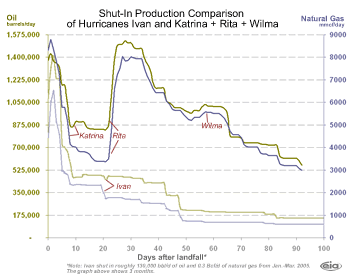 Shut-In Production Comparison
of Hurricanes Ivan and Katrina + Rita + Wilma
Oil
barrels/day
Natural Gas
mmcf/day
1,575,000
1,400,000
1,225,000
1,050,000
875,000
700,000
525,000
350,000
175,000
-
9000
8000
7000
6000
5000
4000
3000
2000
1000
0
Katrina
Rita
Wilma
Ivan
0 10 20 30 40 50 60 70 80 90 100
Days after landfall*
*Note: Ivan shut in roughly 136,000 bbl/d of oil and 0.3 Bcf/d of natural gas from Jan.-Mar. 2005.
The graph above shows 3 months.
eia